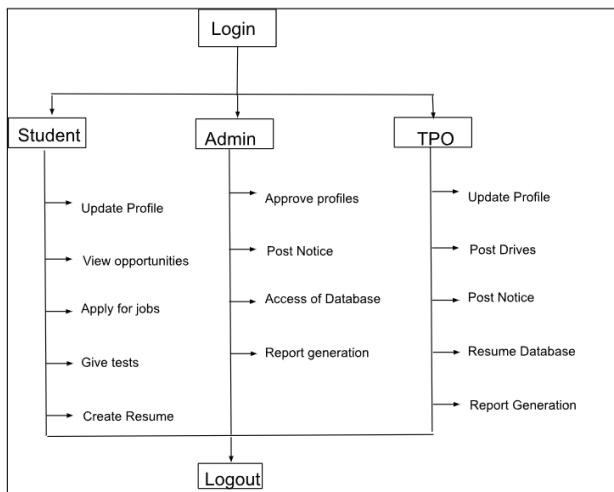 Login
Student
Admin
TPO
Update Profile
View opportunities
Apply for jobs
Give tests
Create Resume
Approve profiles
Post Notice
Access of Database
Report generation
Update Profile
Post Drives
Post Notice
Resume Database
Report Generation
Logout